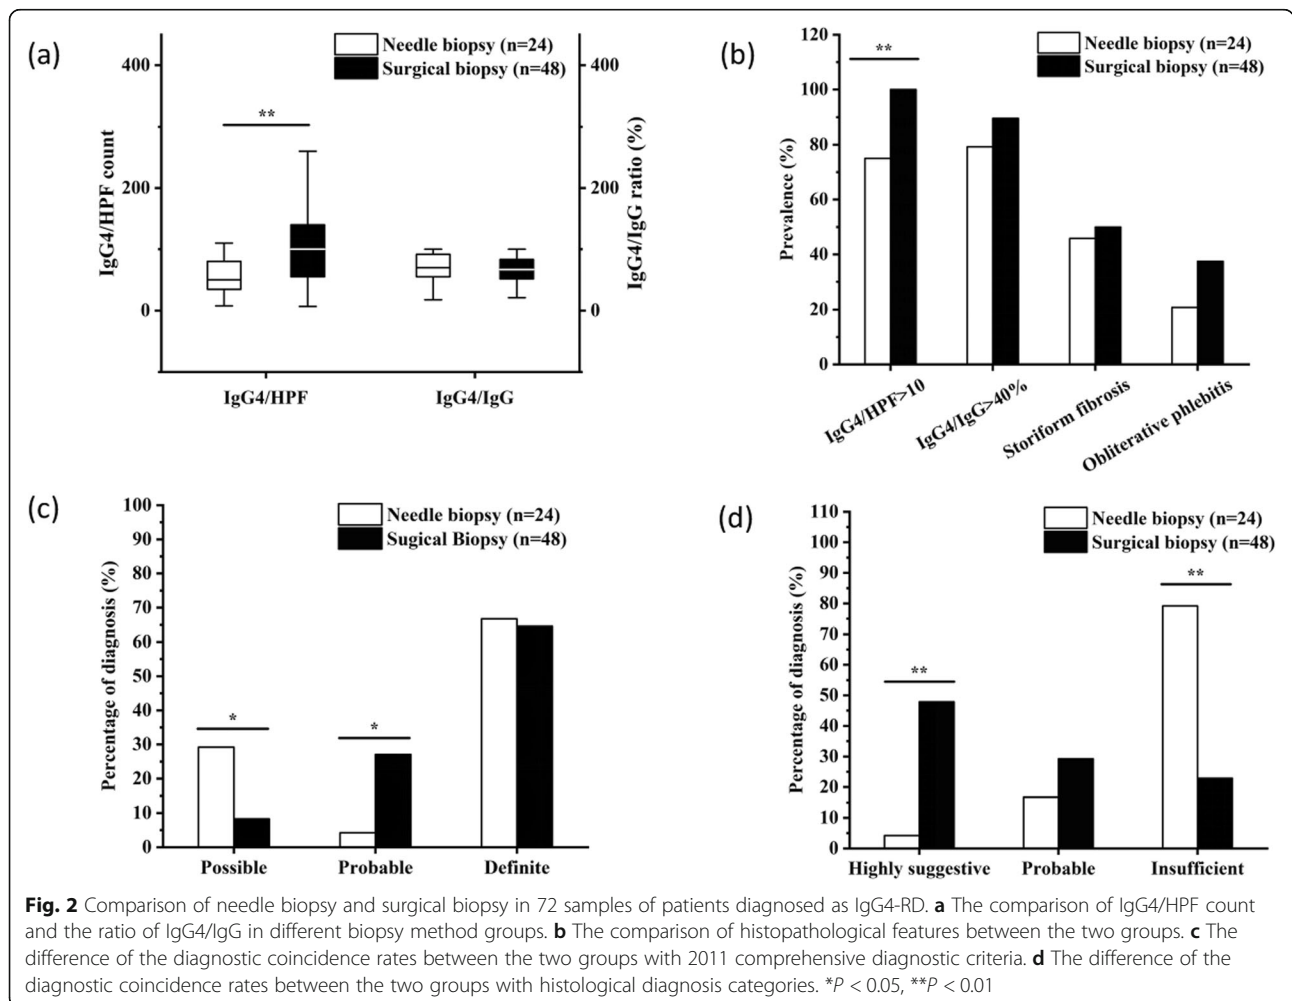 (a)
Needle biopsy (n=24)
Surgical biopsy (n=48)
400
200
0
IgG4/HPF count
**
400
200
0
IgG4/IgG ratio (%)
IgG4/HPF
IgG4/IgG
(b)
Needle biopsy (n=24)
Surgical biopsy (n=48)
120
100
80
60
40
20
0
Prevalence (%)
**
IgG4/HPF>10
IgG4/IgG>40%
Storiform fibrosis
Obliterative phlebitis
(c)
Needle biopsy (n=24)
Sugical Biopsy (n=48)
100
90
80
70
60
50
40
30
20
10
0
Percentage of diagnosis (%)
*
*
Possible
Probable
Definite
(d)
Needle biopsy (n=24)
Surgical biopsy (n=48)
110
100
90
80
70
60
50
40
30
20
10
0
Percentage of diagnosis (%)
**
**
Highly suggestive
Probable
Insufficient
Fig. 2 Comparison of needle biopsy and surgical biopsy in 72 samples of patients diagnosed as IgG4-RD. a The comparison of IgG4/HPF count
and the ratio of IgG4/IgG in different biopsy method groups. b The comparison of histopathological features between the two groups. c The
difference of the diagnostic coincidence rates between the two groups with 2011 comprehensive diagnostic criteria. d The difference of the
diagnostic coincidence rates between the two groups with histological diagnosis categories. *P < 0.05, **P < 0.01